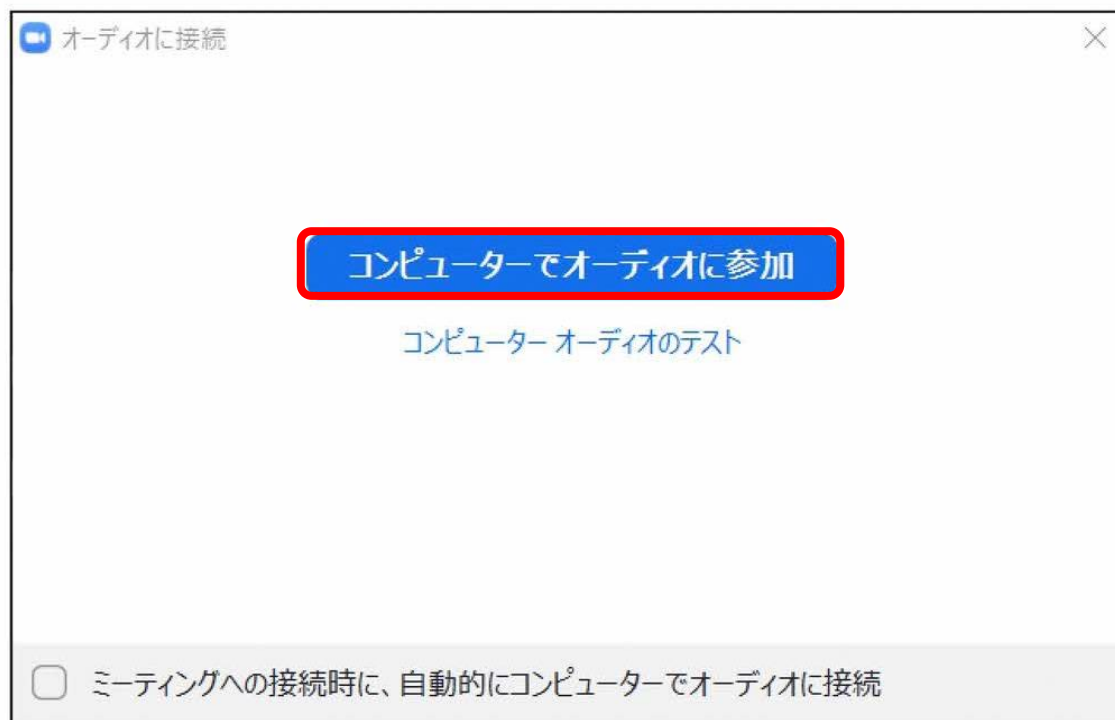 オーディオに接続
コンピューターでオーディオに参加
コンピューター オーディオのテスト
ミーティングへの接続時に、自動的にコンピューターでオーディオに接続